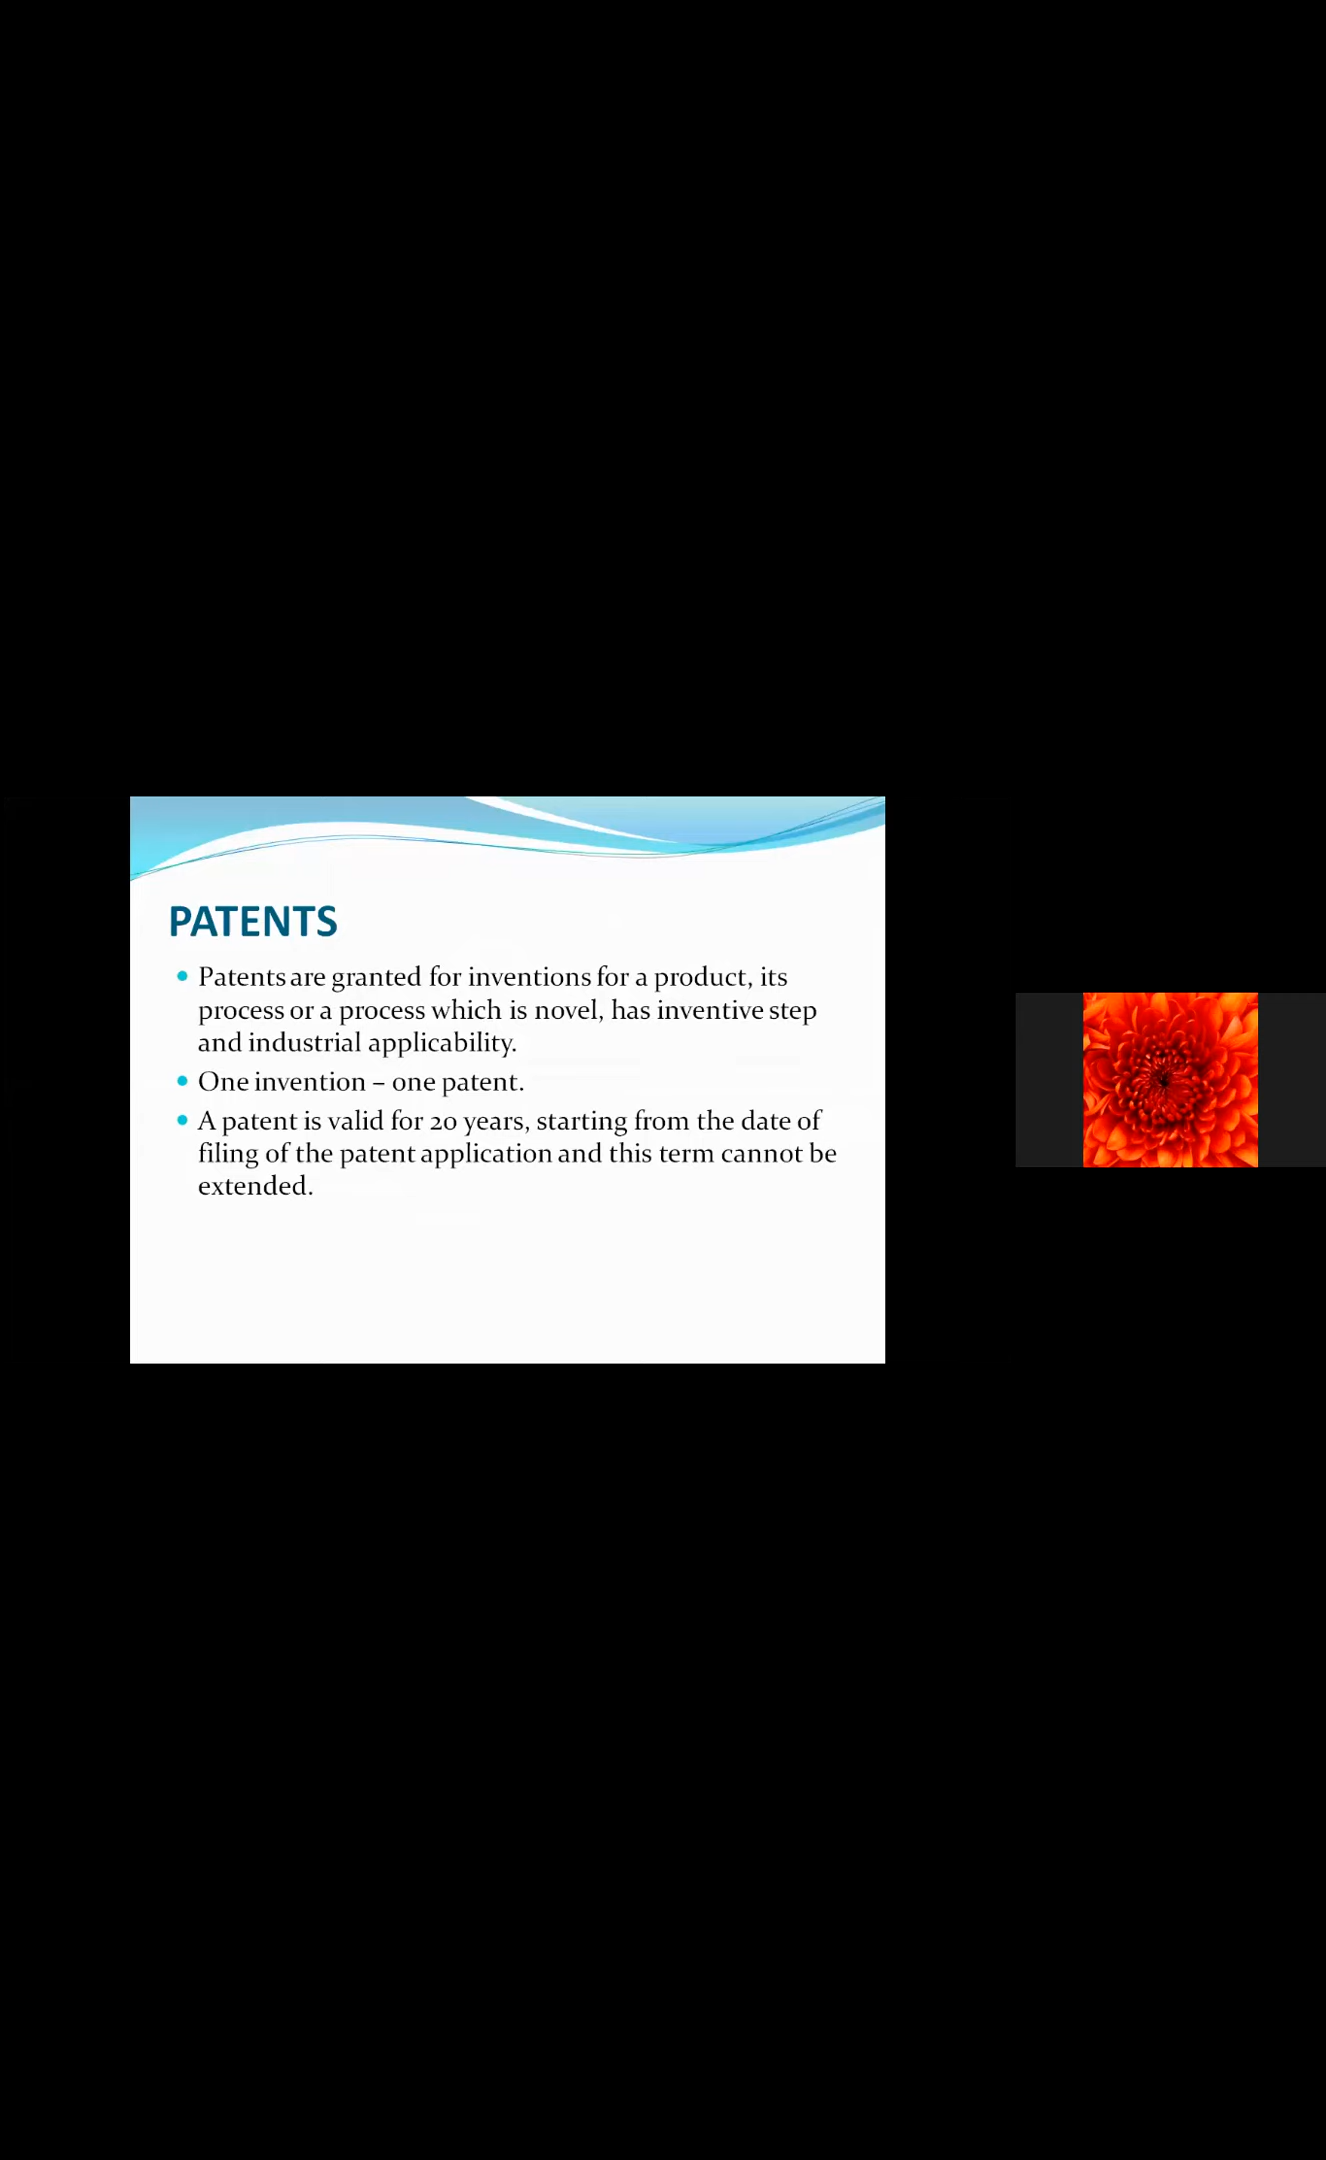 PATENTS
• Patents are granted for inventions for a product, its
process or a process which is novel, has inventive step
and industrial applicability.
• One invention – one patent.
• A patent is valid for 20 years, starting from the date of
filing of the patent application and this term cannot be
extended.